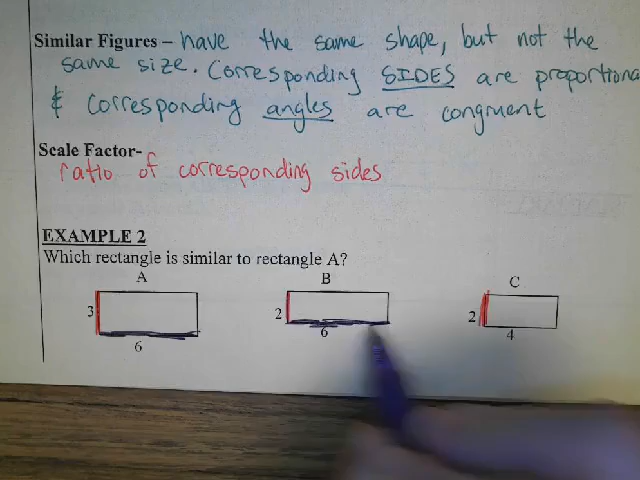 Similar Figures – have the same shape, but not the
same size. Corresponding SIDES are proportiona
& corresponding angles are congruent
Scale Factor-
ratio of corresponding sides
EXAMPLE 2
Which rectangle is similar to rectangle A?
A B C
3 2 2
6 6 4